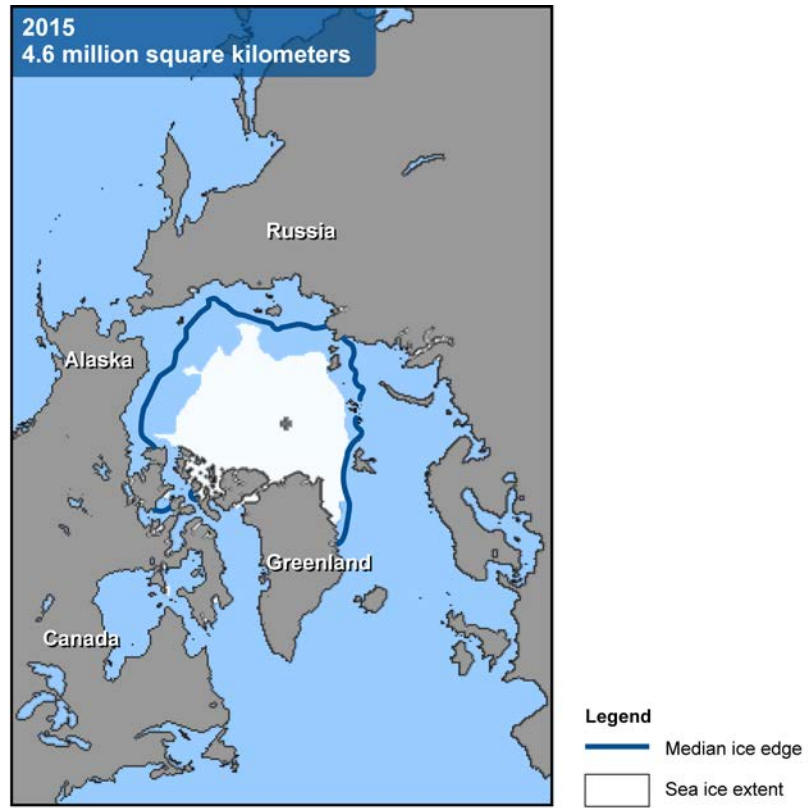 2015
4.6 million square kilometers
Russia
Alaska
Greenland
Canada
Legend
Median ice edge
Sea ice extent